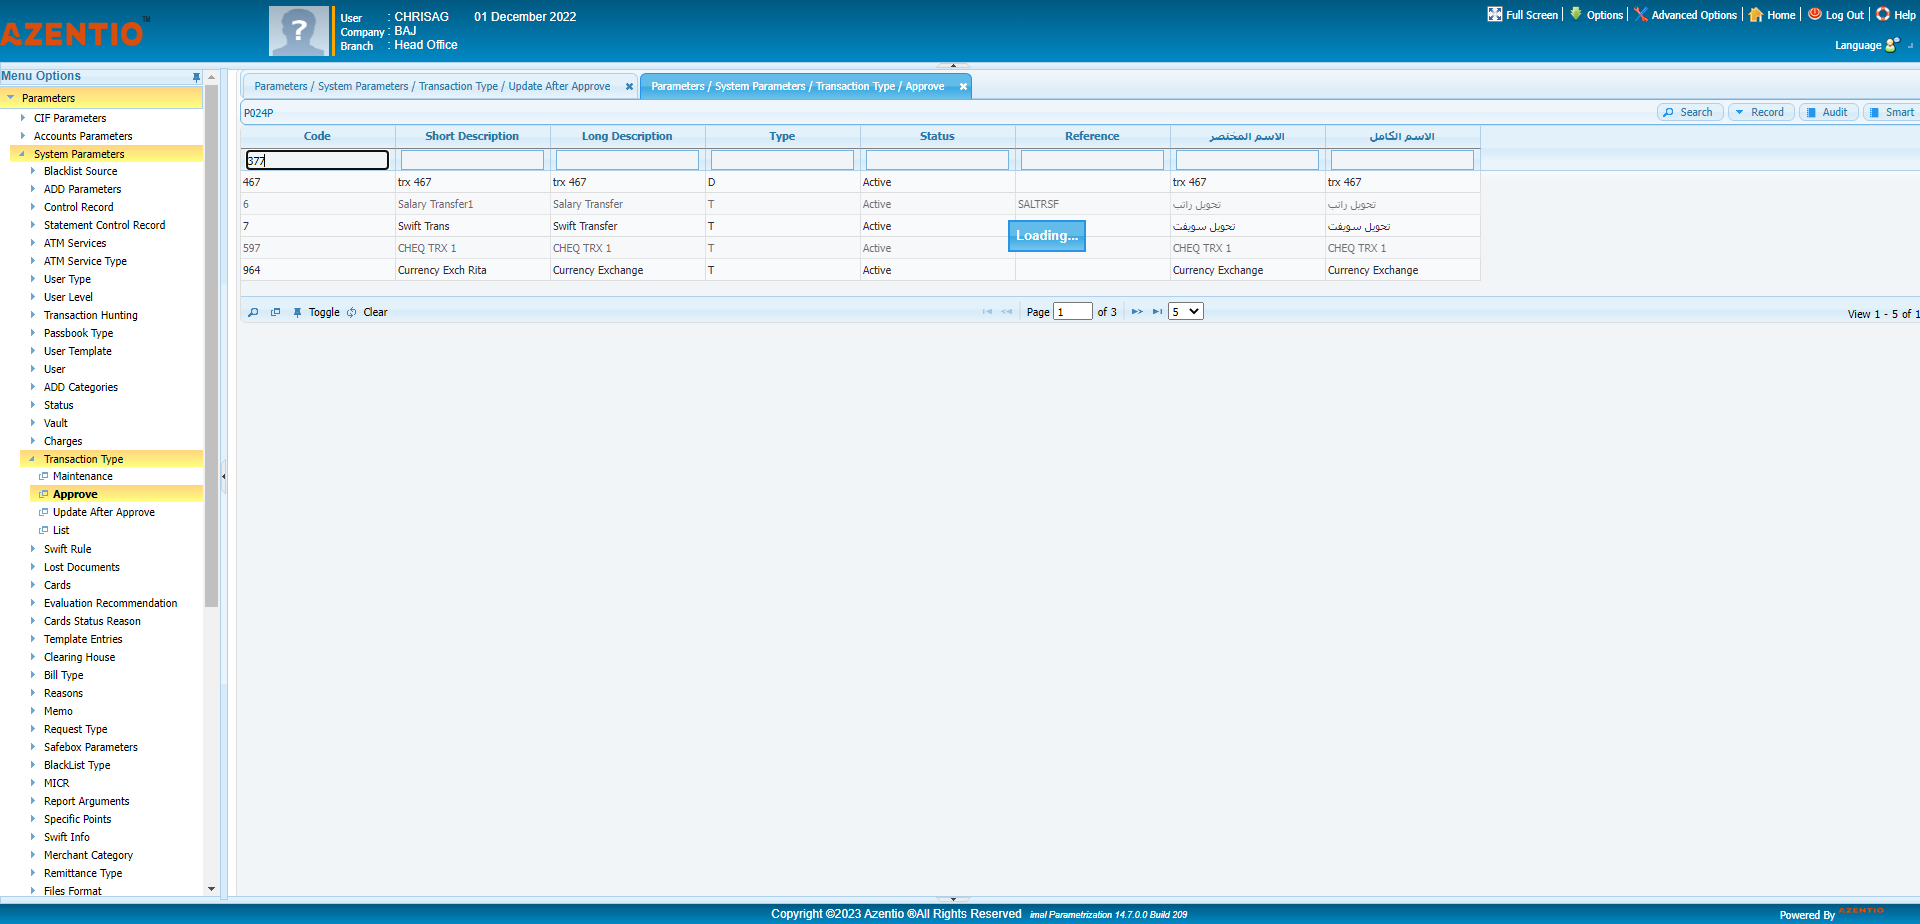 AZENTIO™
User : CHRISAG 01 December 2022
Company : BAJ
Branch : Head Office
Full Screen Options Advanced Options Home Log Out Help
Language
Menu Options
Parameters
CIF Parameters
Accounts Parameters
System Parameters
Blacklist Source
ADD Parameters
Control Record
Statement Control Record
ATM Services
ATM Service Type
User Type
User Level
Transaction Hunting
Passbook Type
User Template
User
ADD Categories
Status
Vault
Charges
Transaction Type
Maintenance
Approve
Update After Approve
List
Swift Rule
Lost Documents
Cards
Evaluation Recommendation
Cards Status Reason
Template Entries
Clearing House
Bill Type
Reasons
Memo
Request Type
Safebox Parameters
BlackList Type
MICR
Report Arguments
Specific Points
Swift Info
Merchant Category
Remittance Type
Files Format
Parameters / System Parameters / Transaction Type / Update After Approve
Parameters / System Parameters / Transaction Type / Approve
P024P
Search Record Audit Smart
Code Short Description Long Description Type Status Reference الاسم المختصر الاسم الكامل
377
467 trx 467 trx 467 D Active trx 467 trx 467
6 Salary Transfer1 Salary Transfer T Active SALTRSF تحويل راتب تحويل راتب
7 Swift Trans Swift Transfer T Active تحويل سويفت تحويل سويفت
Loading...
597 CHEQ TRX 1 CHEQ TRX 1 T Active CHEQ TRX 1 CHEQ TRX 1
964 Currency Exch Rita Currency Exchange T Active Currency Exchange Currency Exchange
Toggle Clear
Page 1 of 3 5
View 1 - 5 of 1
Copyright ©2023 Azentio ®All Rights Reserved imal Parametrization 14.7.0.0 Build 209
Powered By AZENTIO